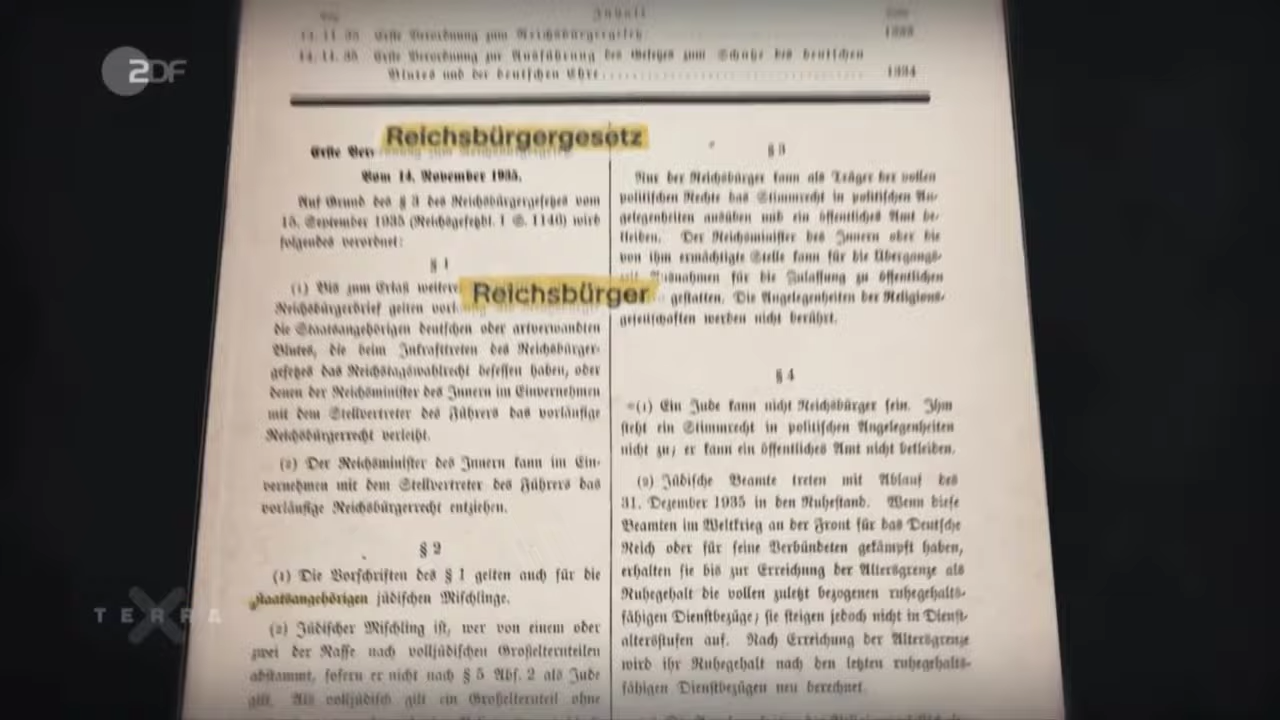 ZDF
Inhalt
14. 11. 35 Erste Verordnung zum Reichsbürgergesetz
14. 11. 35 Erste Verordnung zur Ausführung des Gesetzes zum Schutze des deutschen
Blutes und der deutschen Ehre 1334
Reichsbürgergesetz
Erste Ver
Vom 14. November 1935.
Auf Grund des § 3 des Reichsbürgergesetzes vom
15. September 1935 (Reichsgesetzbl. I S. 1146) wird
folgendes verordnet:
§ 1
(1) Bis zum Erlaß weiterer
Reichsbürger
Reichsbürgerbrief gelten vorl
die Staatsangehörigen deutschen oder artverwandten
Blutes, die beim Inkrafttreten des Reichsbürger-
gesetzes das Reichstagswahlrecht besessen haben, oder
denen der Reichsminister des Innern im Einvernehmen
mit dem Stellvertreter des Führers das vorläufige
Reichsbürgerrecht verleiht.
(2) Der Reichsminister des Innern kann im Ein-
vernehmen mit dem Stellvertreter des Führers das
vorläufige Reichsbürgerrecht entziehen.
§ 2
(1) Die Vorschriften des § 1 gelten auch für die
staatsangehörigen jüdischen Mischlinge.
(2) Jüdischer Mischling ist, wer von einem oder
zwei der Rasse nach volljüdischen Großelternteilen
abstammt, sofern er nicht nach § 5 Abs. 2 als Jude
gilt. Als volljüdisch gilt ein Großelternteil ohne
§ 3
Nur der Reichsbürger kann als Träger der vollen
politischen Rechte das Stimmrecht in politischen An-
gelegenheiten ausüben und ein öffentliches Amt be-
kleiden. Der Reichsminister des Innern oder die
von ihm ermächtigte Stelle kann für die Übergangs-
zeit Ausnahmen für die Zulassung zu öffentlichen
gestatten. Die Angelegenheiten der Religions-
gesellschaften werden nicht berührt.
§ 4
(1) Ein Jude kann nicht Reichsbürger sein. Ihm
steht ein Stimmrecht in politischen Angelegenheiten
nicht zu; er kann ein öffentliches Amt nicht bekleiden.
(2) Jüdische Beamte treten mit Ablauf des
31. Dezember 1935 in den Ruhestand. Wenn diese
Beamten im Weltkrieg an der Front für das Deutsche
Reich oder für seine Verbündeten gekämpft haben,
erhalten sie bis zur Erreichung der Altersgrenze als
Ruhegehalt die vollen zuletzt bezogenen ruhegehalts-
fähigen Dienstbezüge; sie steigen jedoch nicht in Dienst-
altersstufen auf. Nach Erreichung der Altersgrenze
wird ihr Ruhegehalt nach den letzten ruhegehalts-
fähigen Dienstbezügen neu berechnet.
TERRA X